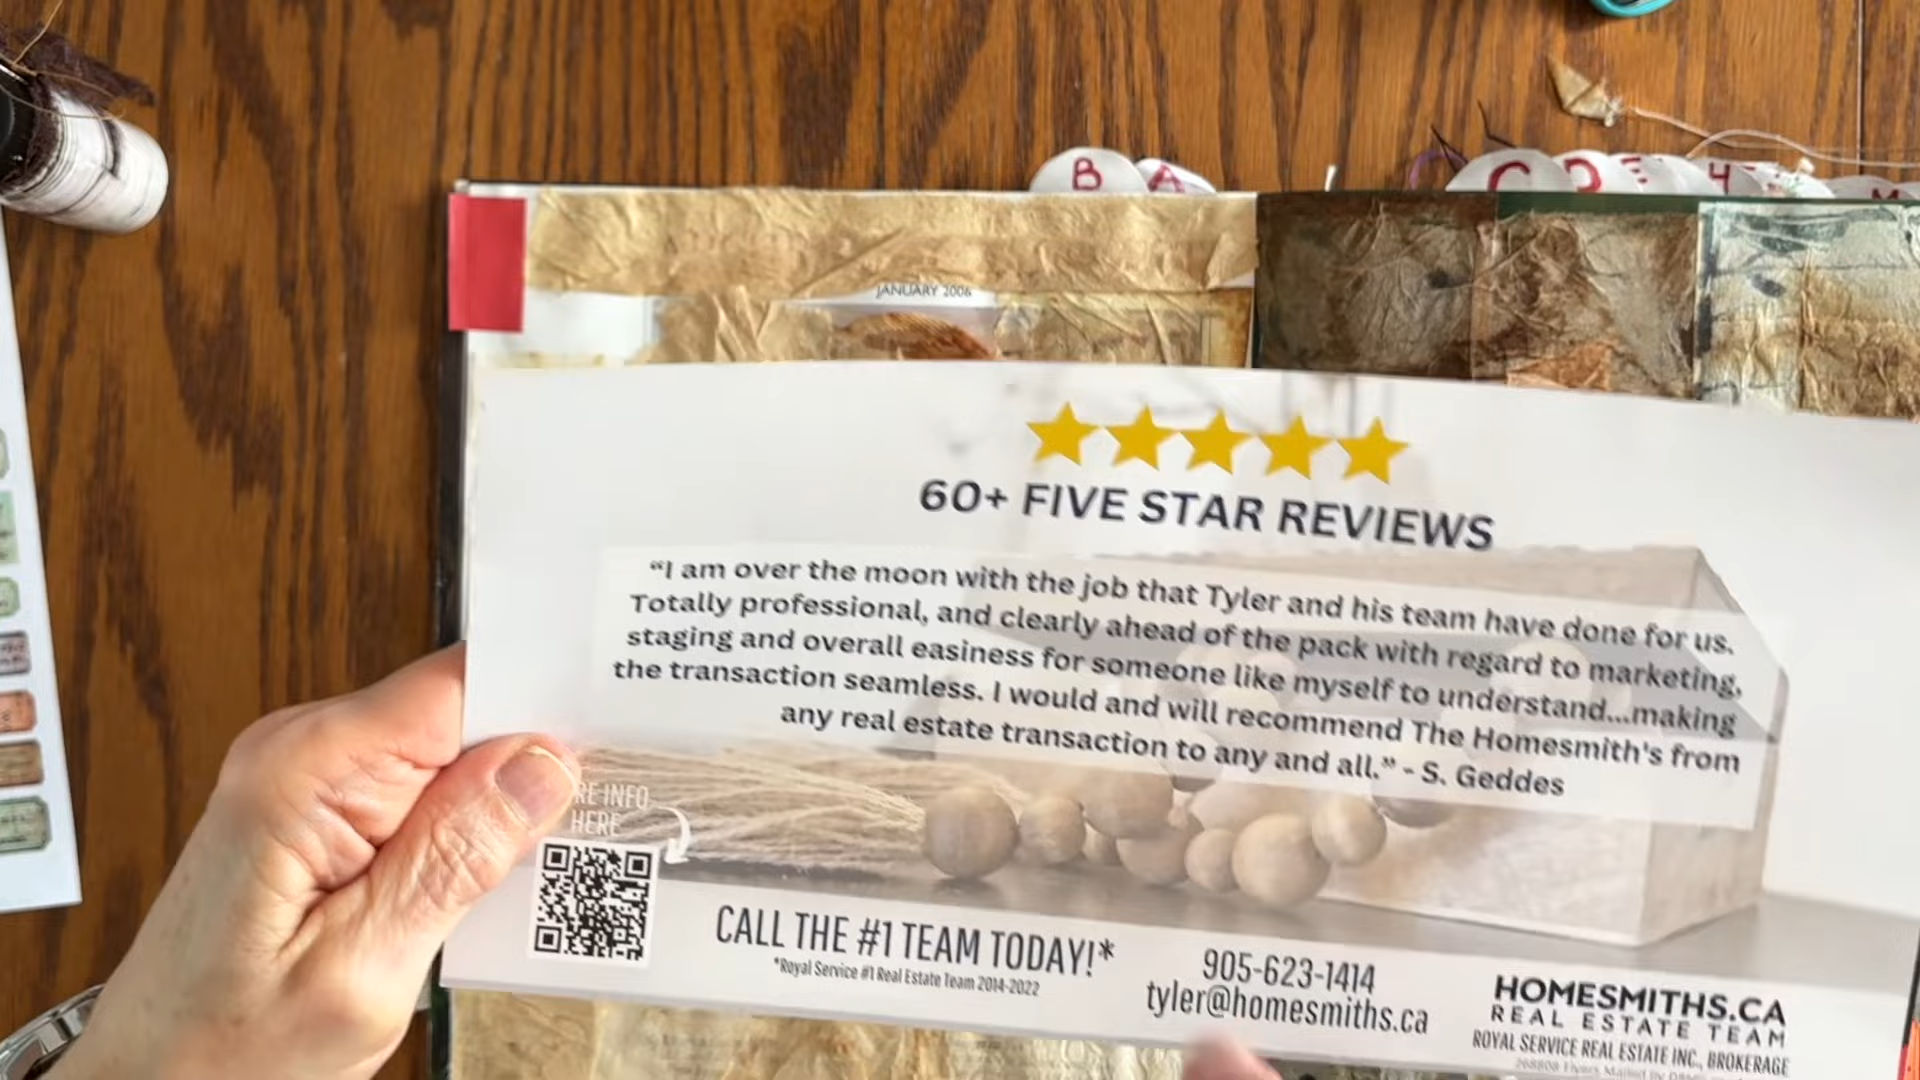 B A C D E H M
JANUARY 2006
60+ FIVE STAR REVIEWS
“I am over the moon with the job that Tyler and his team have done for us.
Totally professional, and clearly ahead of the pack with regard to marketing,
staging and overall easiness for someone like myself to understand...making
the transaction seamless. I would and will recommend The Homesmith's from
any real estate transaction to any and all.” - S. Geddes
RE INFO
HERE
CALL THE #1 TEAM TODAY!*
*Royal Service #1 Real Estate Team 2014-2022
905-623-1414
tyler@homesmiths.ca
HOMESMITHS.CA
REAL ESTATE TEAM
ROYAL SERVICE REAL ESTATE INC., BROKERAGE